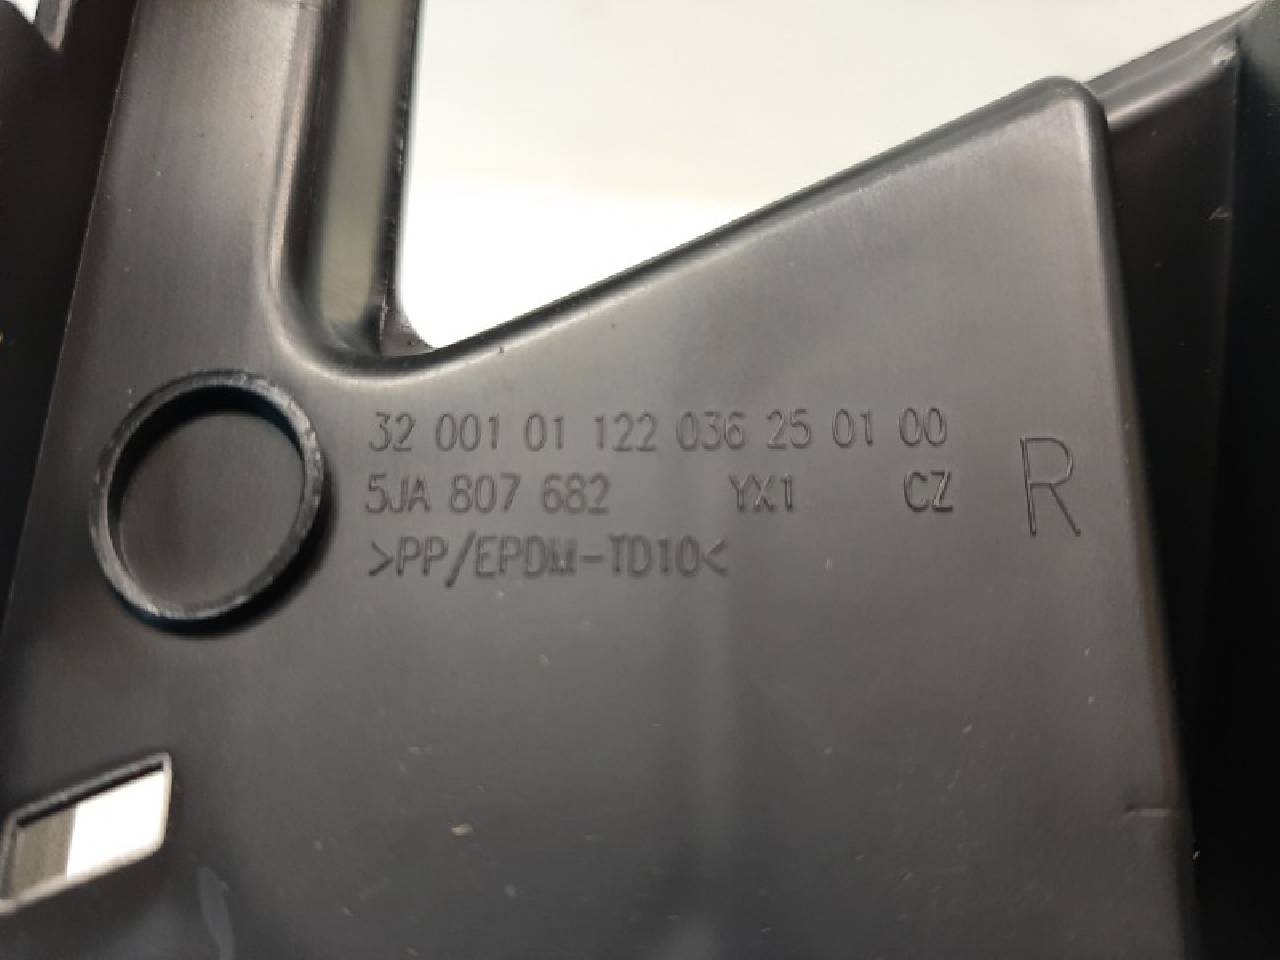 32 001 01 122 036 25 01 00
5JA 807 682 YX1 CZ R
>PP/EPDM-TD10<